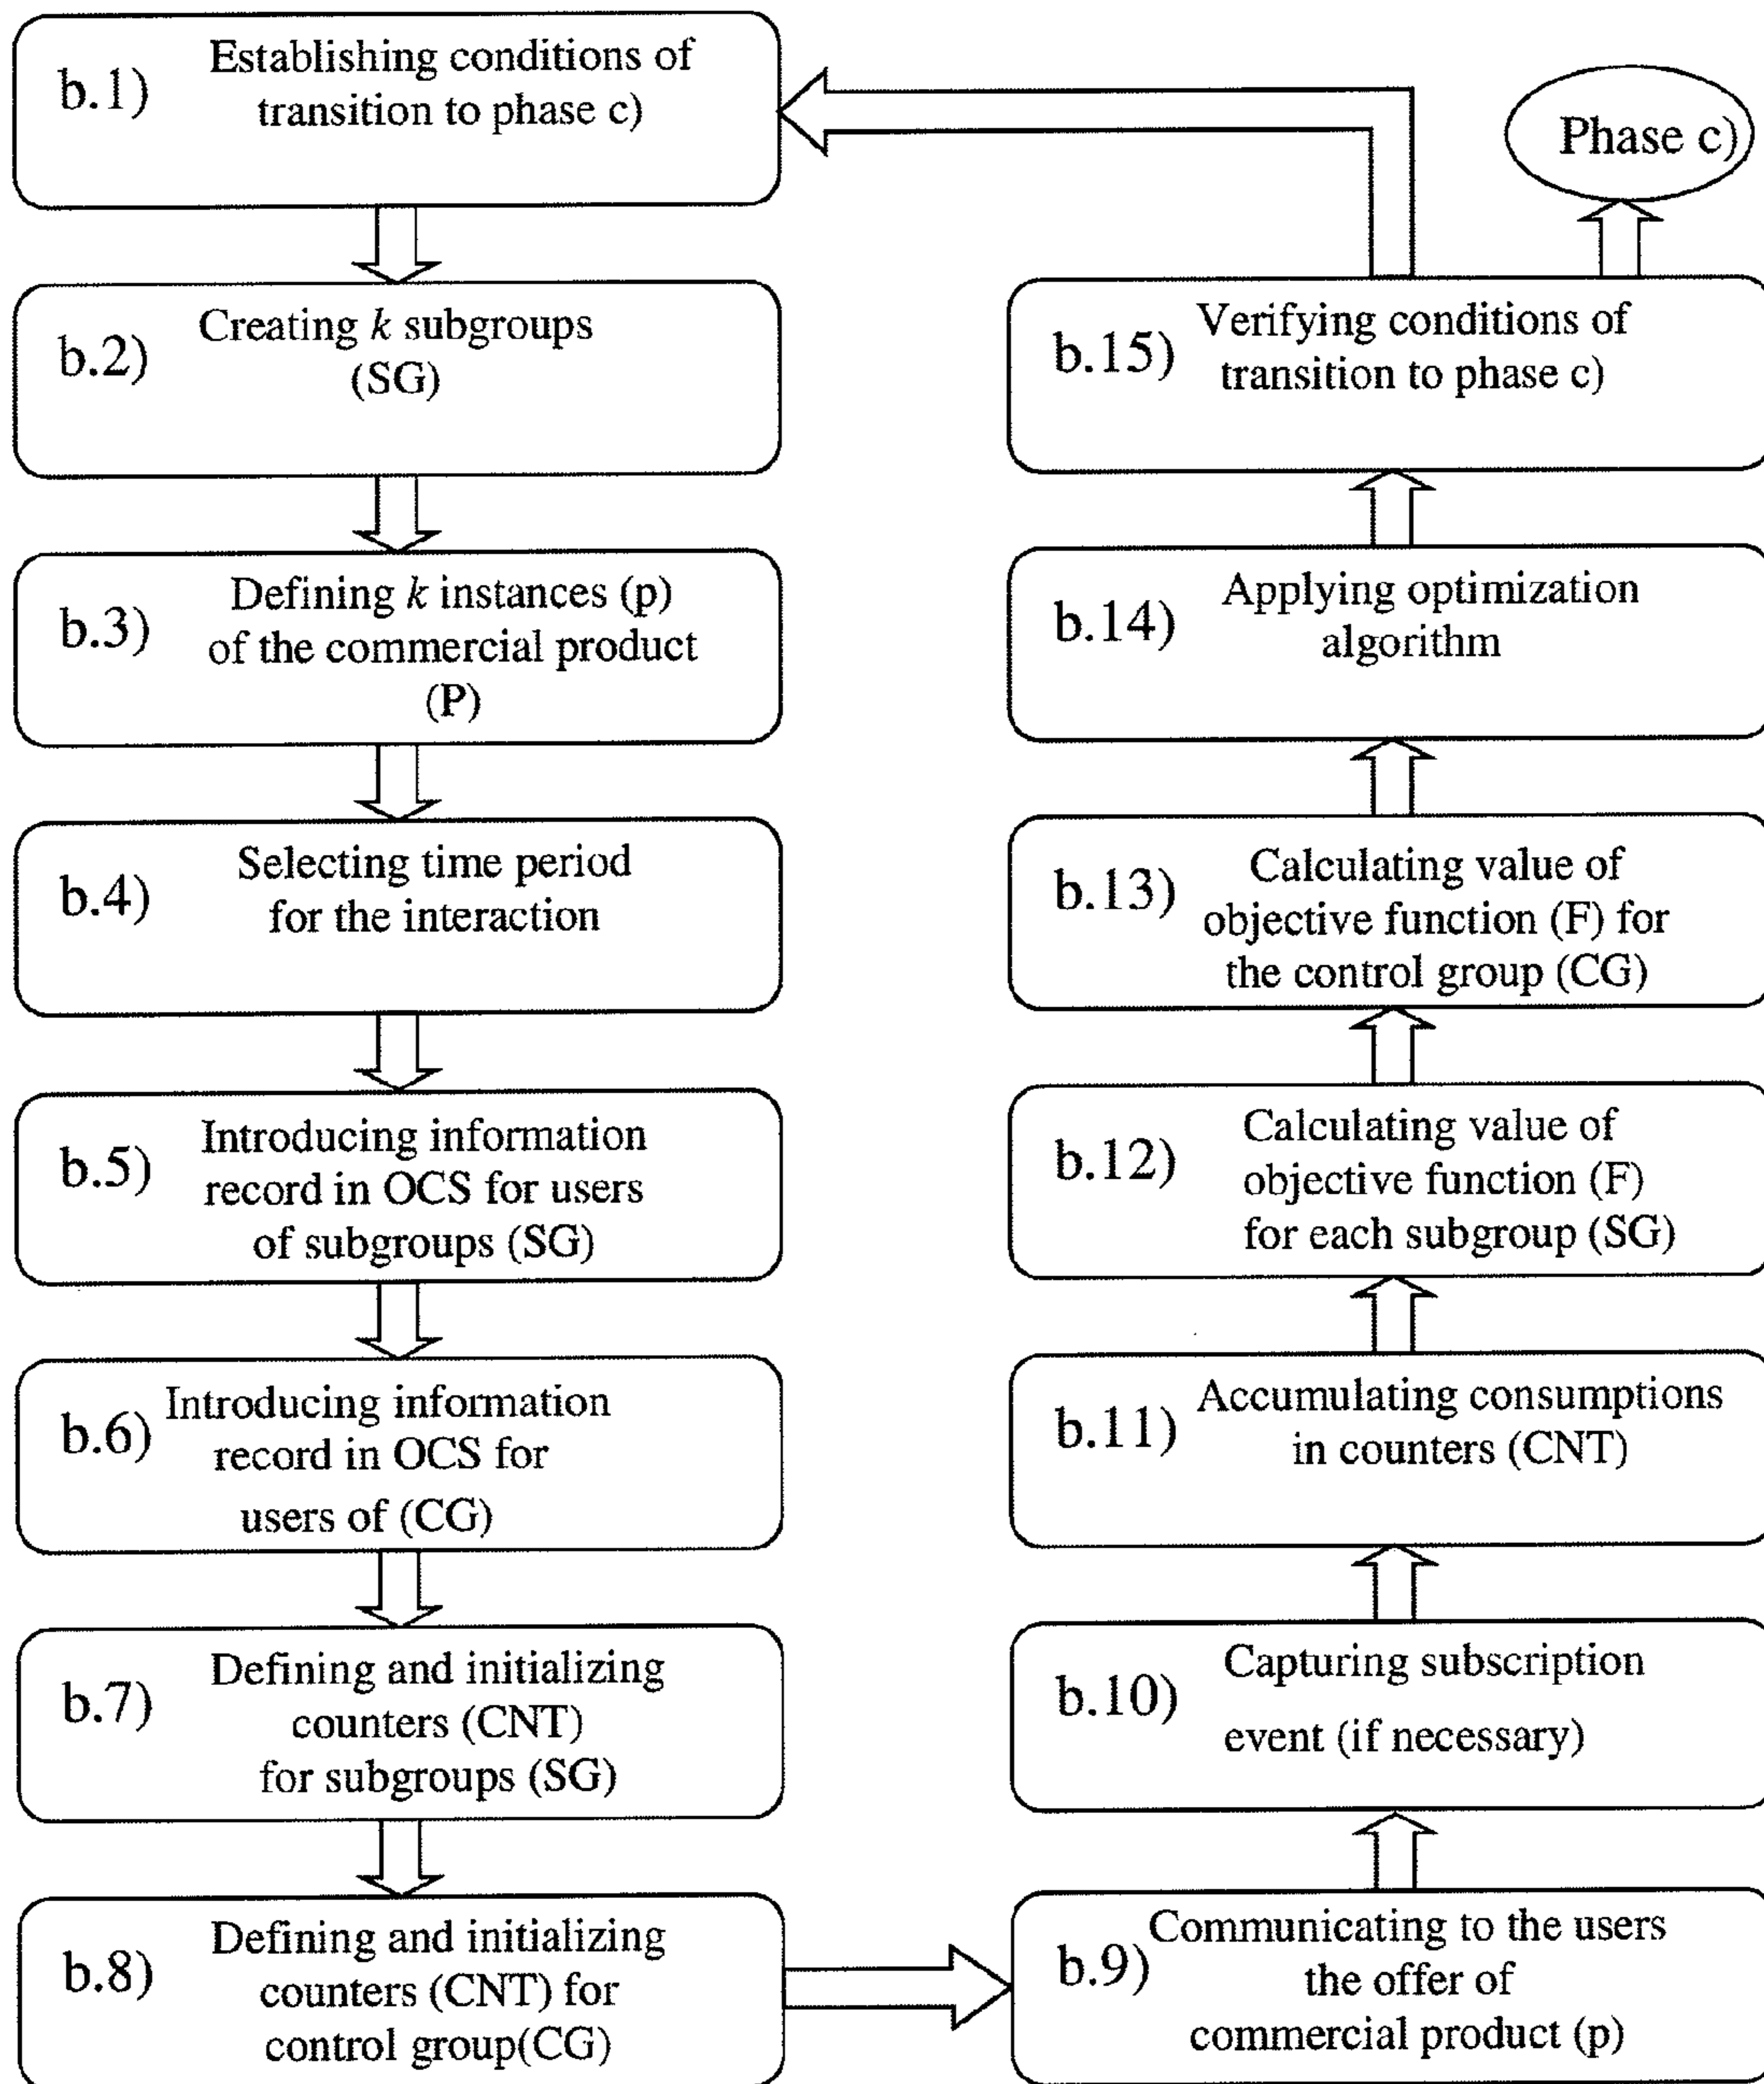 b.1)
Establishing conditions of
transition to phase c)
b.2)
Creating k subgroups
(SG)
b.3)
Defining k instances (p)
of the commercial product
(P)
b.4)
Selecting time period
for the interaction
b.5)
Introducing information
record in OCS for users
of subgroups (SG)
b.6)
Introducing information
record in OCS for
users of (CG)
b.7)
Defining and initializing
counters (CNT)
for subgroups (SG)
b.8)
Defining and initializing
counters (CNT) for
control group(CG)
b.9)
Communicating to the users
the offer of
commercial product (p)
b.10)
Capturing subscription
event (if necessary)
b.11)
Accumulating consumptions
in counters (CNT)
b.12)
Calculating value of
objective function (F)
for each subgroup (SG)
b.13)
Calculating value of
objective function (F) for
the control group (CG)
b.14)
Applying optimization
algorithm
b.15)
Verifying conditions of
transition to phase c)
Phase c)